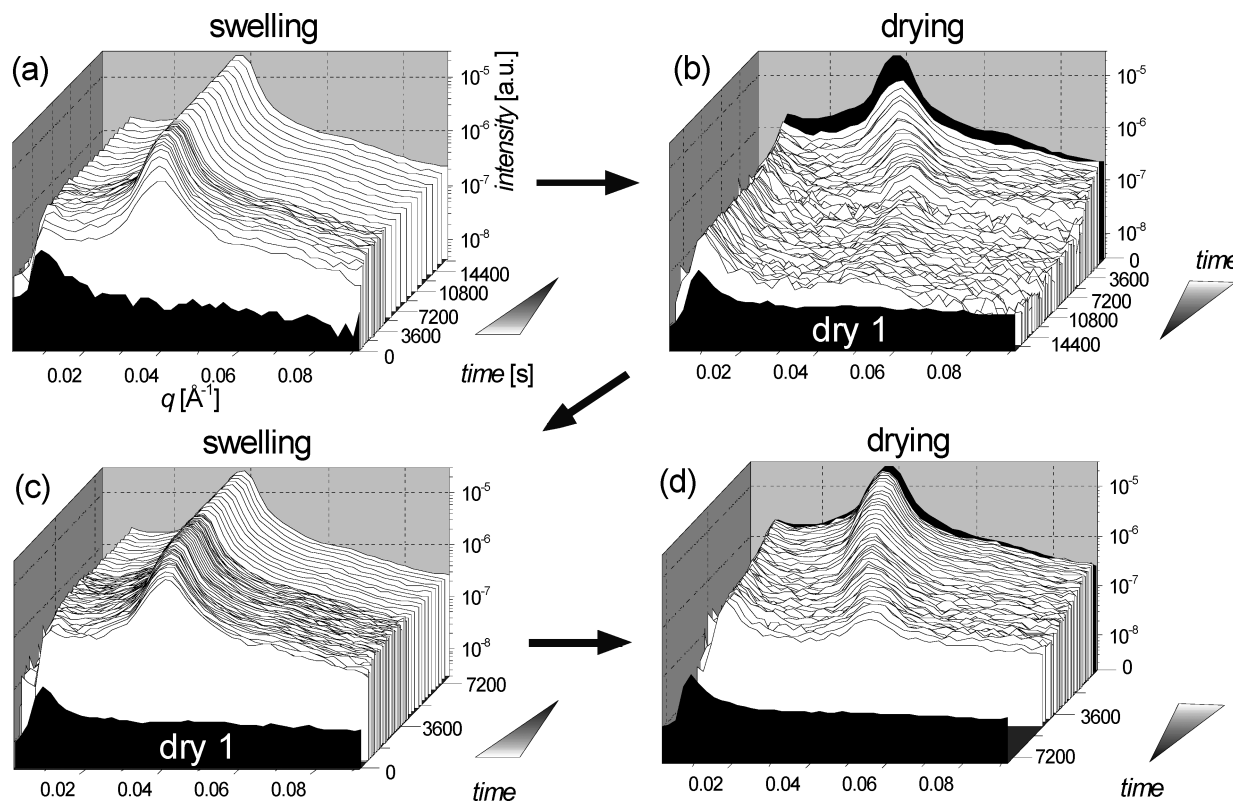 swelling
(a)
intensity [a.u.]
10⁻⁵
10⁻⁶
10⁻⁷
10⁻⁸
14400
10800
7200
3600
0
time [s]
0.02 0.04 0.06 0.08
q [Å⁻¹]
drying
(b)
10⁻⁵
10⁻⁶
10⁻⁷
10⁻⁸
0
3600
7200
10800
14400
time
dry 1
0.02 0.04 0.06 0.08
swelling
(c)
10⁻⁵
10⁻⁶
10⁻⁷
10⁻⁸
7200
3600
0
dry 1
time
0.02 0.04 0.06 0.08
drying
(d)
10⁻⁵
10⁻⁶
10⁻⁷
10⁻⁸
0
3600
7200
time
0.02 0.04 0.06 0.08